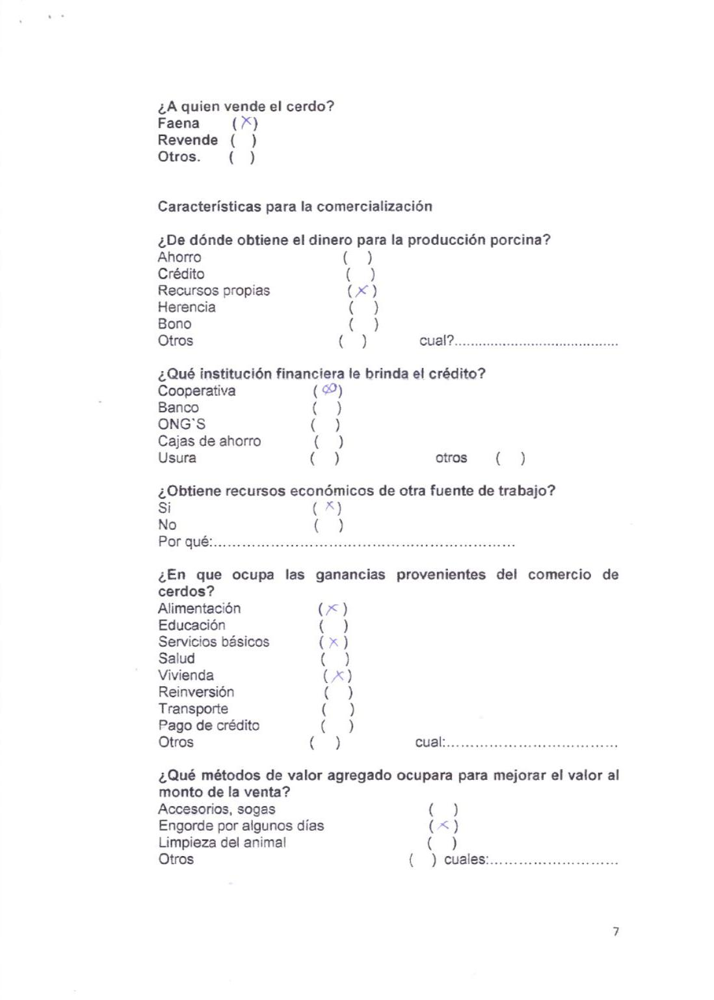 ¿A quien vende el cerdo?
Faena (X)
Revende ( )
Otros. ( )
Características para la comercialización
¿De dónde obtiene el dinero para la producción porcina?
Ahorro ( )
Crédito ( )
Recursos propias (X)
Herencia ( )
Bono ( )
Otros ( ) cual?..........................................
¿Qué institución financiera le brinda el crédito?
Cooperativa ( )
Banco ( )
ONG`S ( )
Cajas de ahorro ( )
Usura ( ) otros ( )
¿Obtiene recursos económicos de otra fuente de trabajo?
Si (X)
No ( )
Por qué:................................................................
¿En que ocupa las ganancias provenientes del comercio de
cerdos?
Alimentación (X)
Educación ( )
Servicios básicos (X)
Salud ( )
Vivienda (X)
Reinversión ( )
Transporte ( )
Pago de crédito ( )
Otros ( ) cual:....................................
¿Qué métodos de valor agregado ocupara para mejorar el valor al
monto de la venta?
Accesorios, sogas ( )
Engorde por algunos días (X)
Limpieza del animal ( )
Otros ( ) cuales:...........................
7